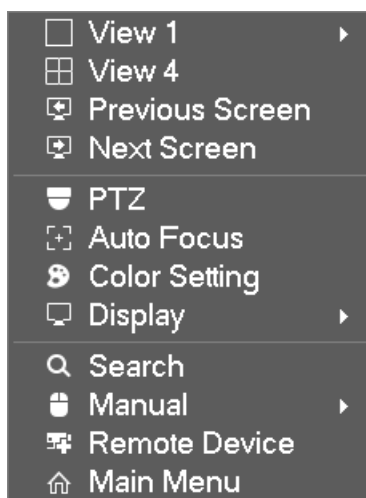 View 1
View 4
Previous Screen
Next Screen
PTZ
Auto Focus
Color Setting
Display
Search
Manual
Remote Device
Main Menu